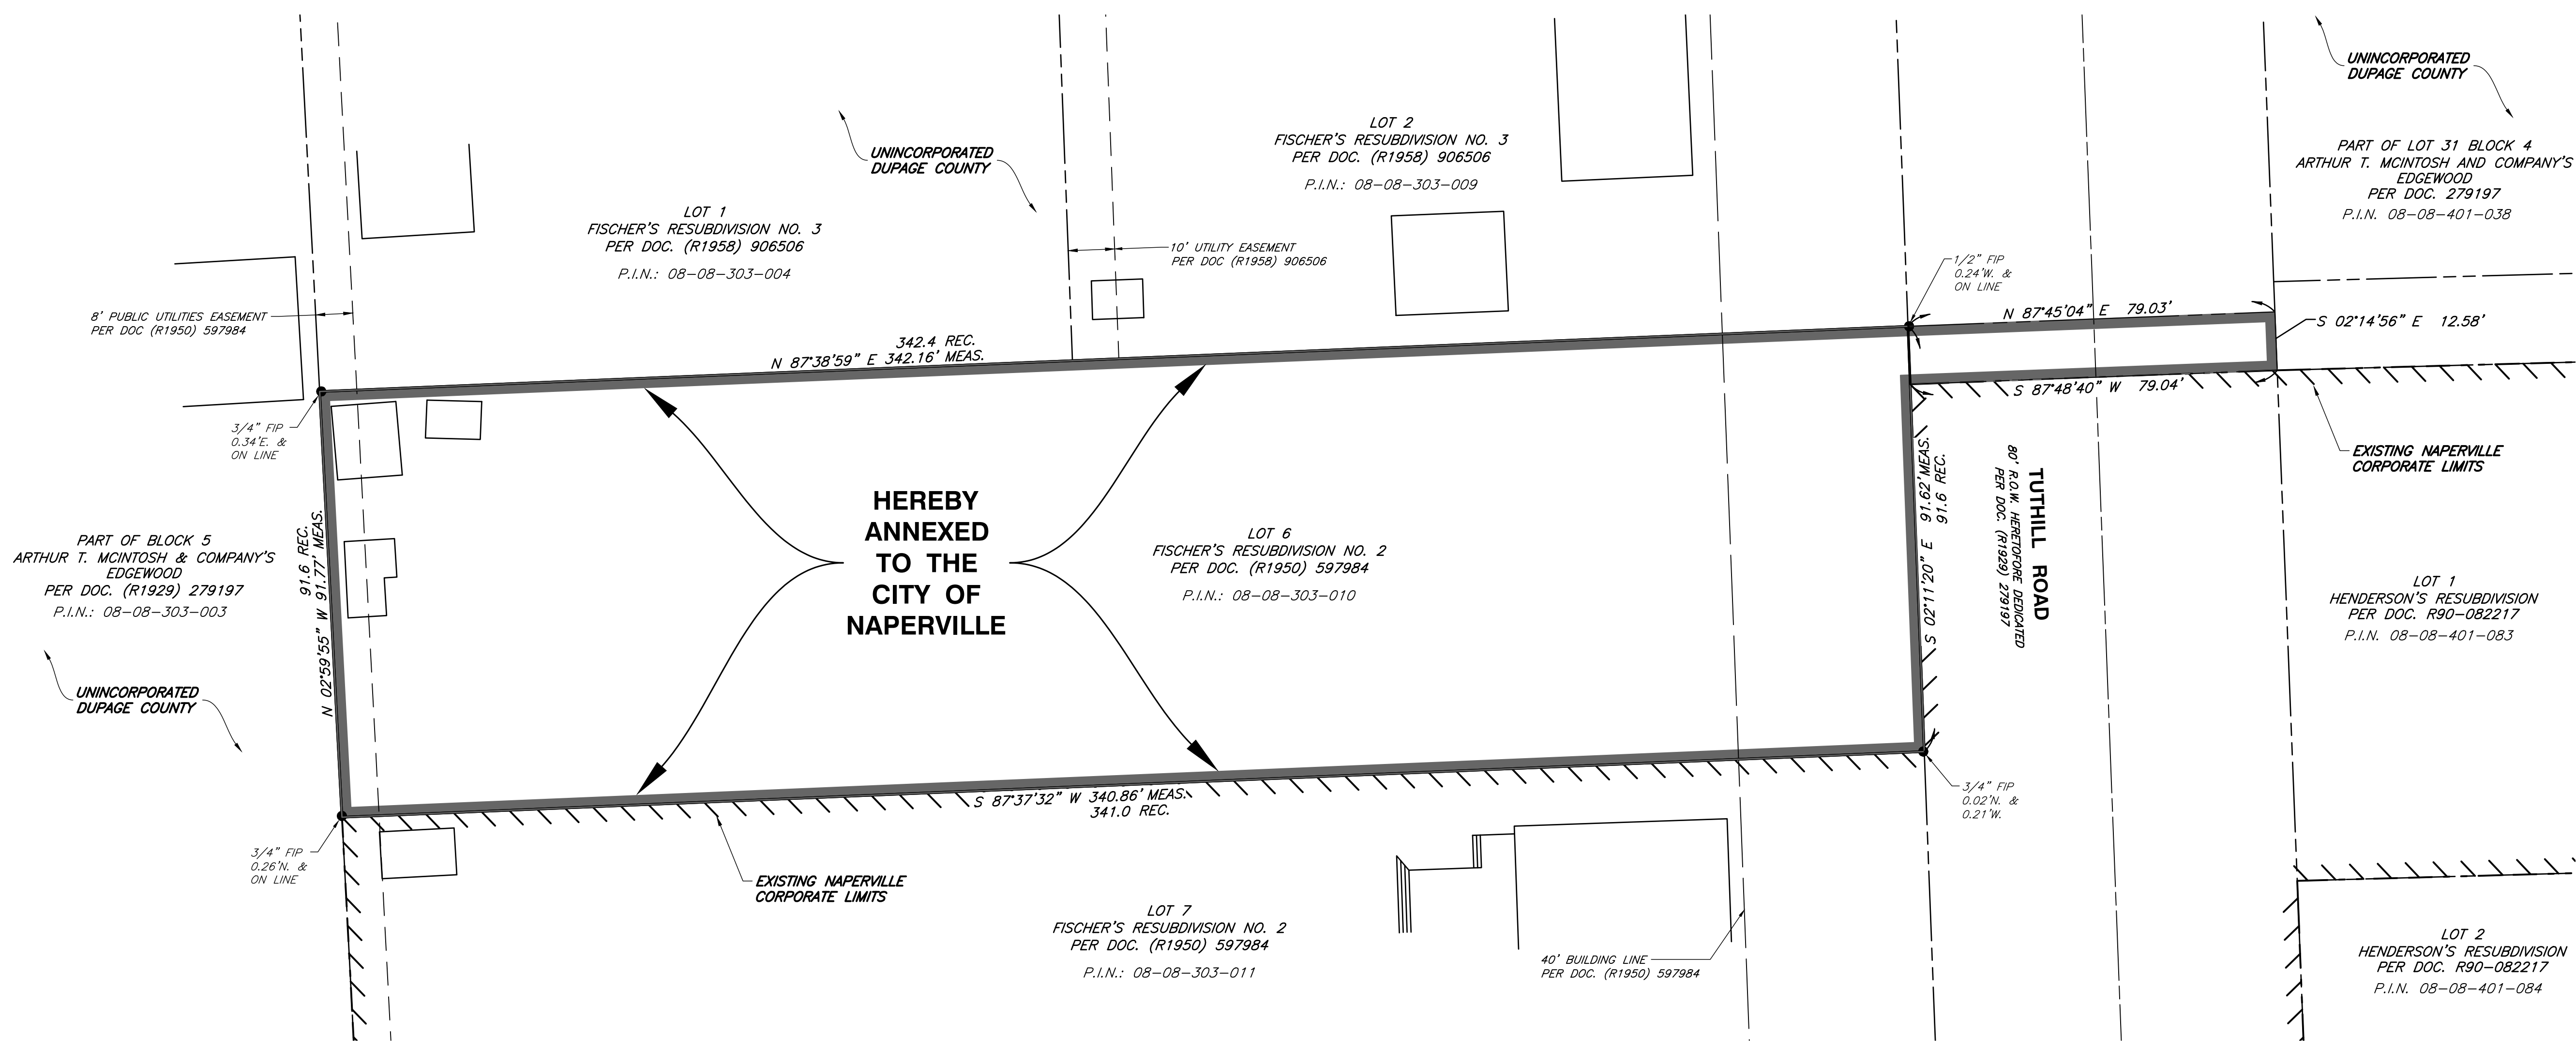 UNINCORPORATED
DUPAGE COUNTY
LOT 2
FISCHER'S RESUBDIVISION NO. 3
PER DOC. (R1958) 906506
P.I.N.: 08-08-303-009
PART OF LOT 31 BLOCK 4
ARTHUR T. MCINTOSH AND COMPANY'S
EDGEWOOD
PER DOC. 279197
P.I.N. 08-08-401-038
UNINCORPORATED
DUPAGE COUNTY
LOT 1
FISCHER'S RESUBDIVISION NO. 3
PER DOC. (R1958) 906506
P.I.N.: 08-08-303-004
10' UTILITY EASEMENT
PER DOC (R1958) 906506
1/2" FIP
0.24'W. &
ON LINE
8' PUBLIC UTILITIES EASEMENT
PER DOC (R1950) 597984
N 87°45'04" E 79.03'
S 02°14'56" E 12.58'
342.4 REC.
N 87°38'59" E 342.16' MEAS.
S 87°48'40" W 79.04'
3/4" FIP
0.34'E. &
ON LINE
EXISTING NAPERVILLE
CORPORATE LIMITS
HEREBY
ANNEXED
TO THE
CITY OF
NAPERVILLE
LOT 6
FISCHER'S RESUBDIVISION NO. 2
PER DOC. (R1950) 597984
P.I.N.: 08-08-303-010
S 02°11'20" E 91.62' MEAS.
91.6 REC.
TUTHILL ROAD
80' R.O.W. HERETOFORE DEDICATED
PER DOC. (R1929) 279197
PART OF BLOCK 5
ARTHUR T. MCINTOSH & COMPANY'S
EDGEWOOD
PER DOC. (R1929) 279197
P.I.N.: 08-08-303-003
91.6 REC.
N 02°59'55" W 91.77' MEAS.
LOT 1
HENDERSON'S RESUBDIVISION
PER DOC. R90-082217
P.I.N. 08-08-401-083
UNINCORPORATED
DUPAGE COUNTY
S 87°37'32" W 340.86' MEAS.
341.0 REC.
3/4" FIP
0.02'N. &
0.21'W.
3/4" FIP
0.26'N. &
ON LINE
EXISTING NAPERVILLE
CORPORATE LIMITS
LOT 7
FISCHER'S RESUBDIVISION NO. 2
PER DOC. (R1950) 597984
P.I.N.: 08-08-303-011
40' BUILDING LINE
PER DOC. (R1950) 597984
LOT 2
HENDERSON'S RESUBDIVISION
PER DOC. R90-082217
P.I.N. 08-08-401-084